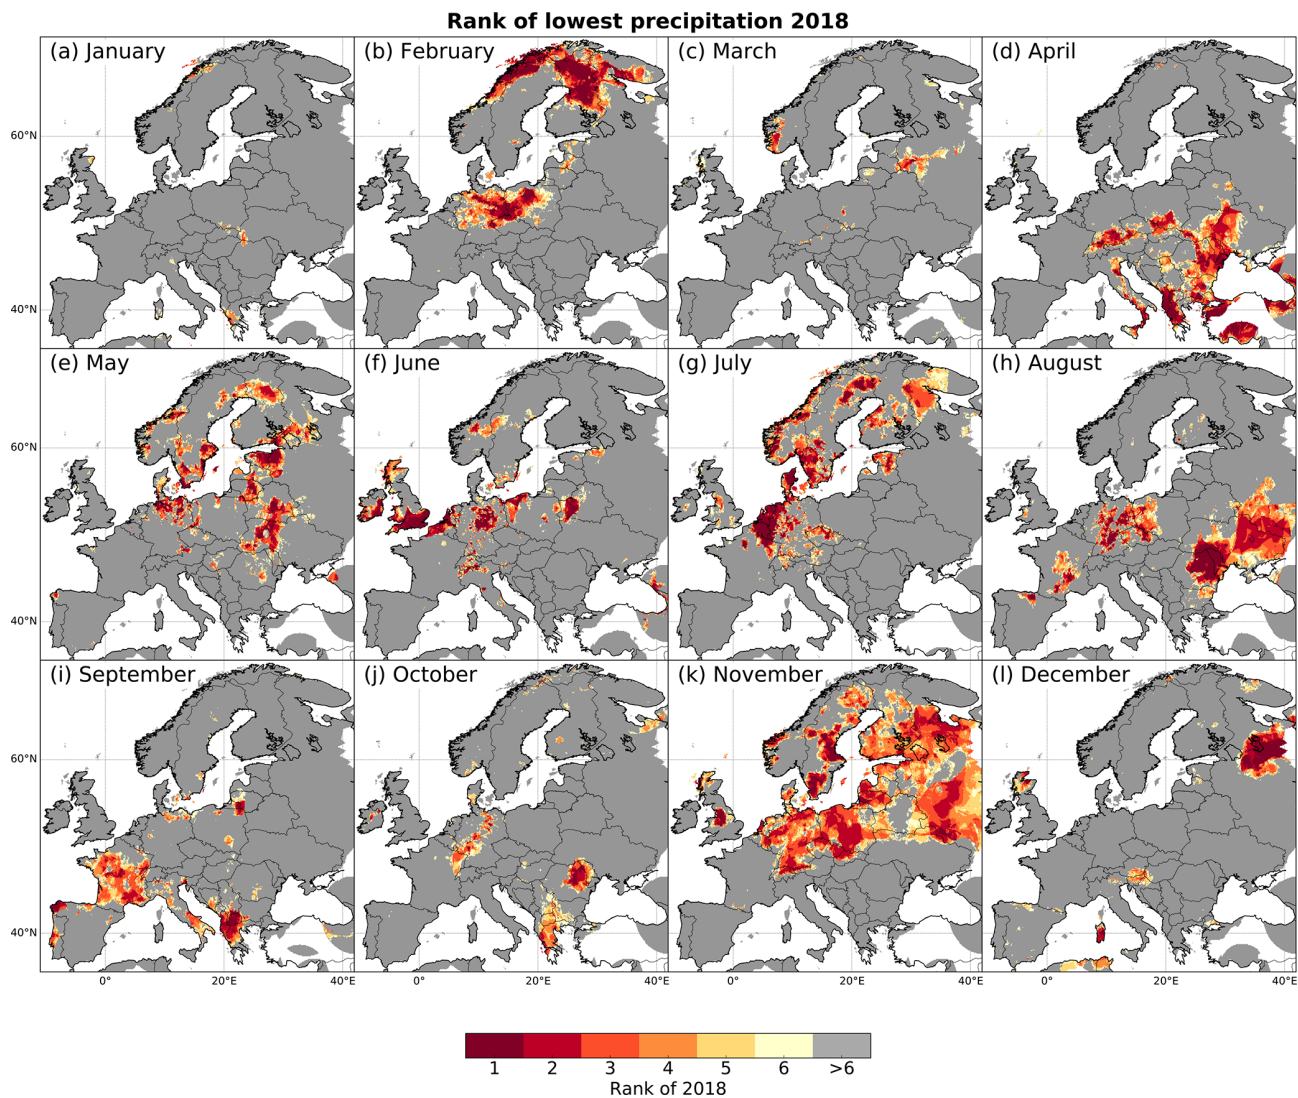 Rank of lowest precipitation 2018
(a) January
(b) February
(c) March
(d) April
60°N
40°N
(e) May
(f) June
(g) July
(h) August
60°N
40°N
(i) September
(j) October
(k) November
(l) December
60°N
40°N
0° 20°E 40°E 0° 20°E 40°E 0° 20°E 40°E 0° 20°E 40°E
1 2 3 4 5 6 >6
Rank of 2018